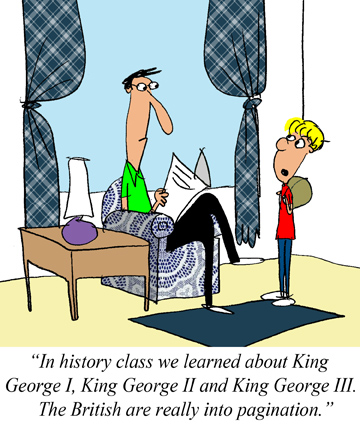 “In history class we learned about King
George I, King George II and King George III.
The British are really into pagination.”